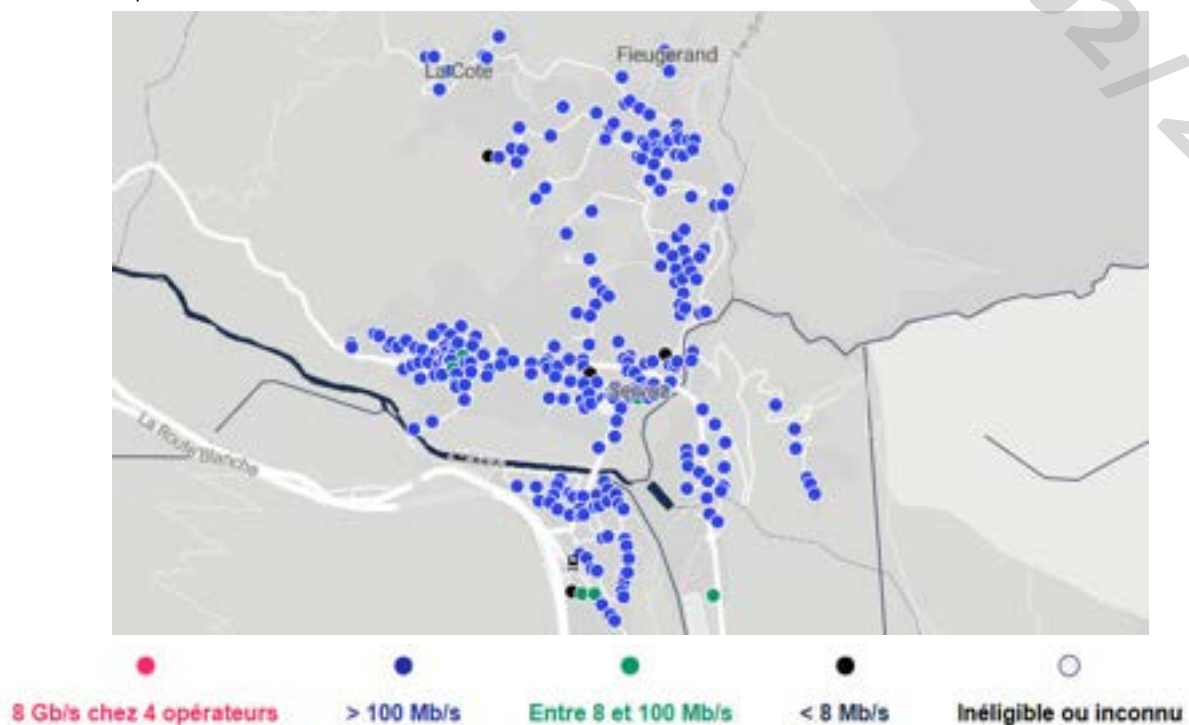 La Cote
Fieugerand
La Route Blanche
8 Gb/s chez 4 opérateurs
> 100 Mb/s
Entre 8 et 100 Mb/s
< 8 Mb/s
Inéligible ou inconnu